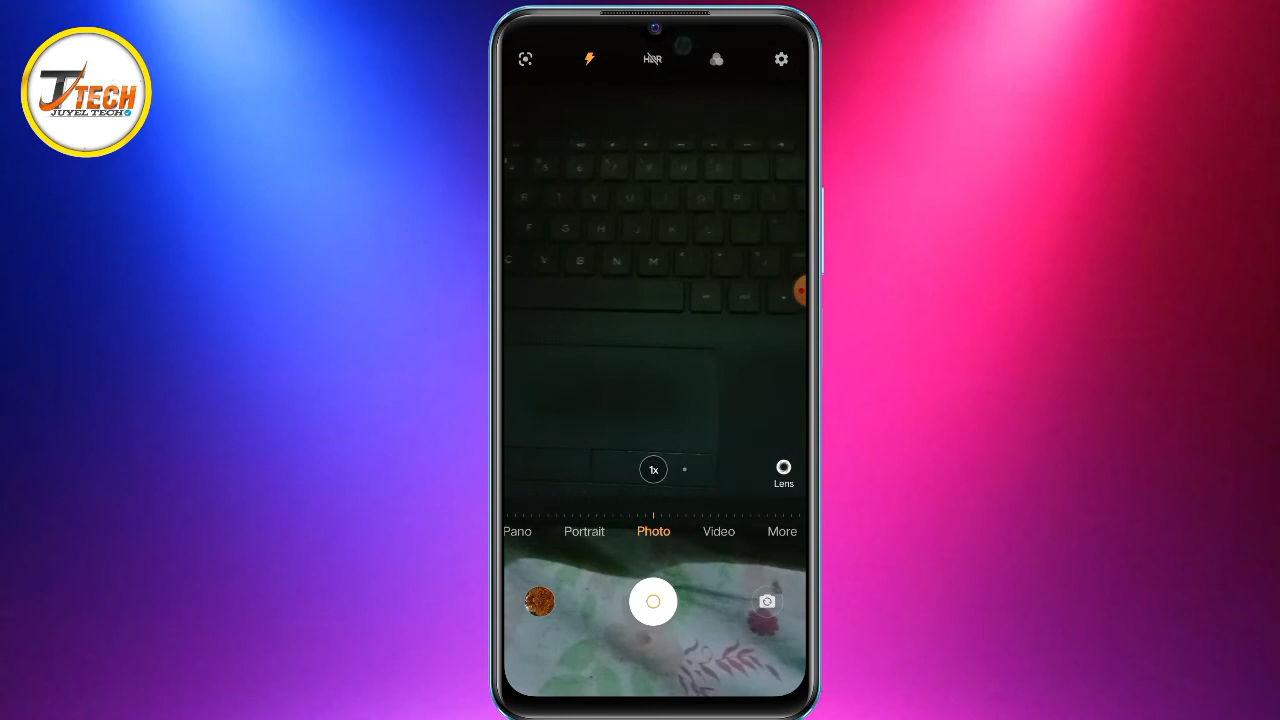 J TECH
JUYEL TECH
HDR
R T Y U I O P
F G H J K L
C V B N M
1x
Lens
Pano Portrait Photo Video More